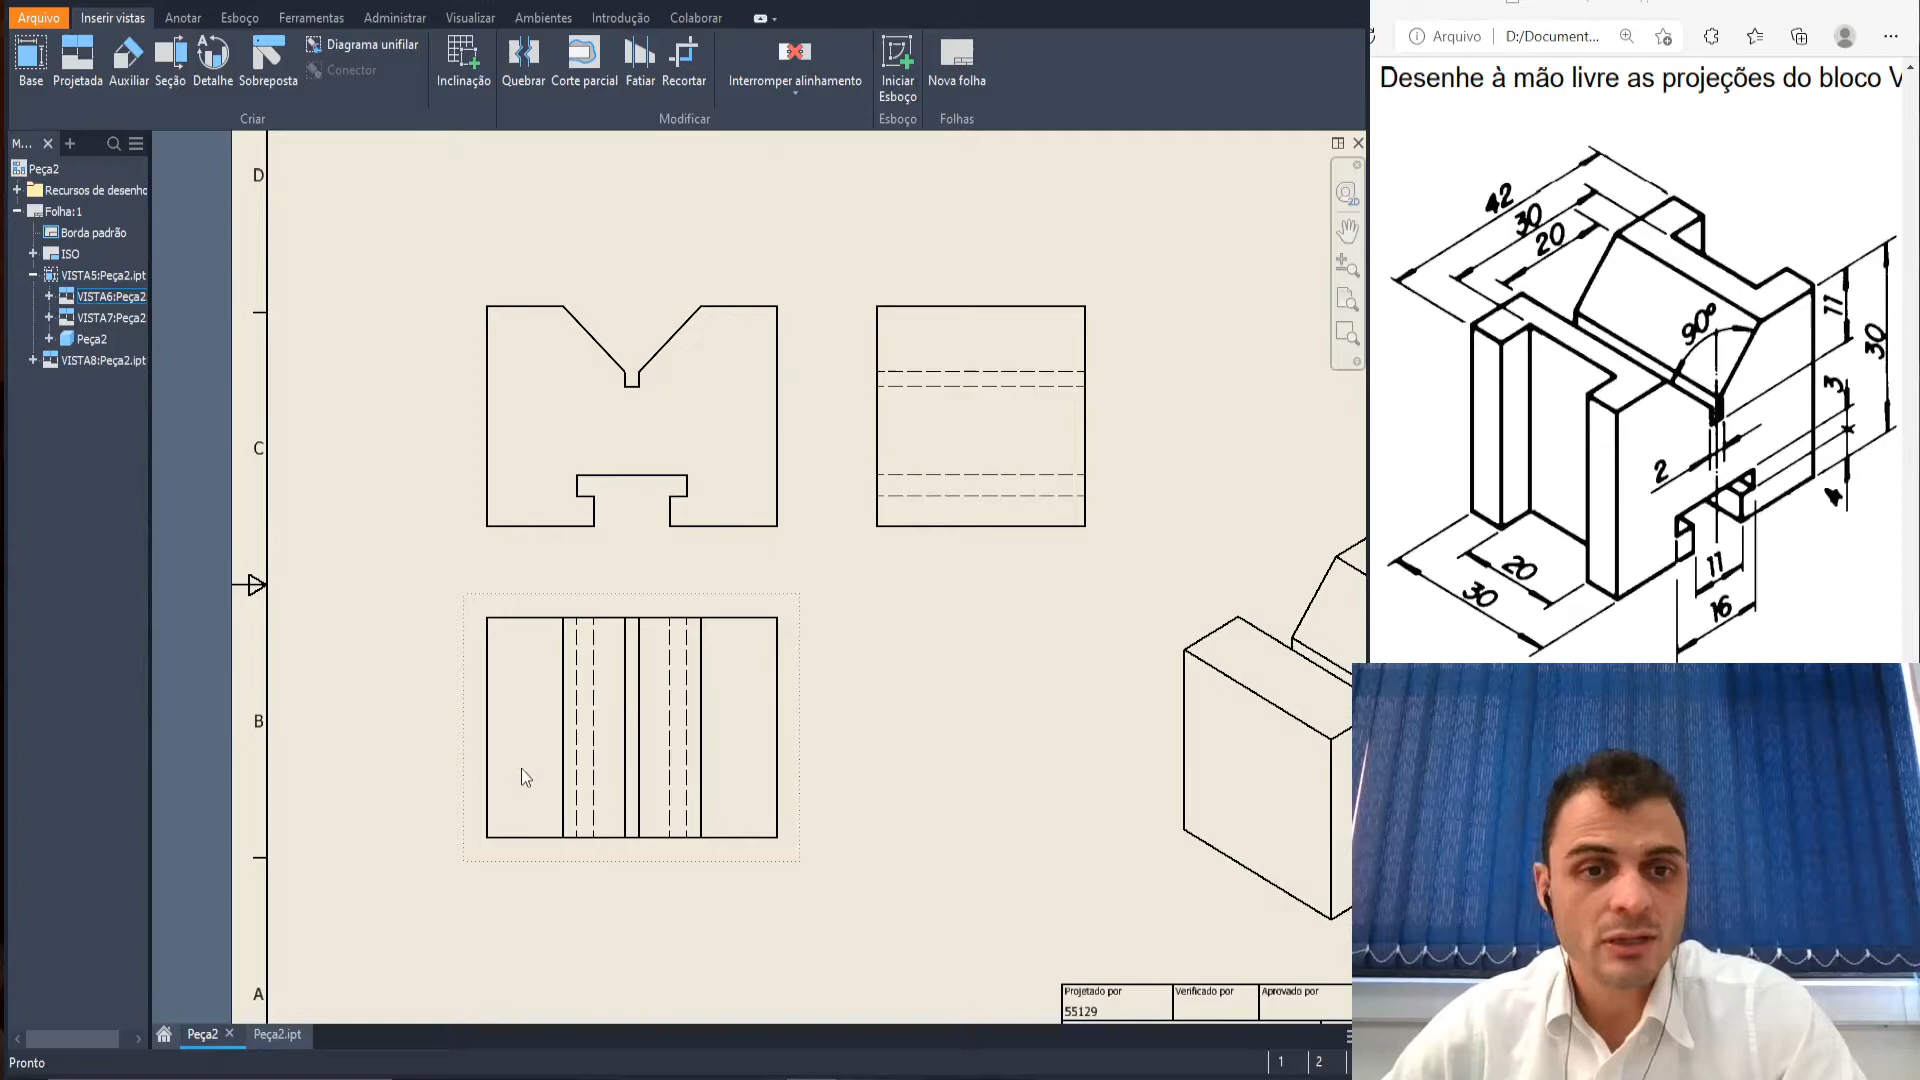 Arquivo
Inserir vistas
Anotar
Esboço
Ferramentas
Administrar
Visualizar
Ambientes
Introdução
Colaborar
Base
Projetada
Auxiliar
Seção
Detalhe
Sobreposta
Diagrama unifilar
Conector
Inclinação
Quebrar
Corte parcial
Fatiar
Recortar
Interromper alinhamento
Iniciar
Esboço
Nova folha
Criar
Modificar
Esboço
Folhas
M...
Peça2
Recursos de desenho
Folha:1
Borda padrão
ISO
VISTA5:Peça2.ipt
VISTA6:Peça2
VISTA7:Peça2
Peça2
VISTA8:Peça2.ipt
D
C
B
A
2D
Projetado por
55129
Verificado por
Aprovado por
Peça2
Peça2.ipt
Pronto
1
2
Arquivo
D:/Document...
Desenhe à mão livre as projeções do bloco V
42
30
20
90°
11
30
3
2
4
20
30
11
16